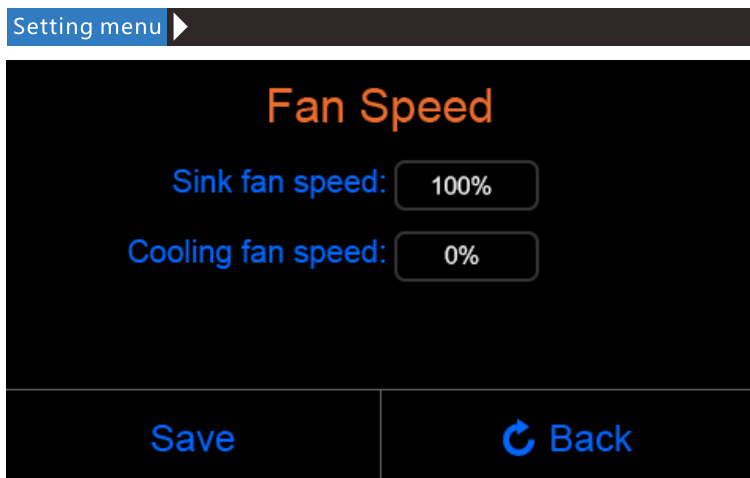 Setting menu
Fan Speed
Sink fan speed: 100%
Cooling fan speed: 0%
Save Back